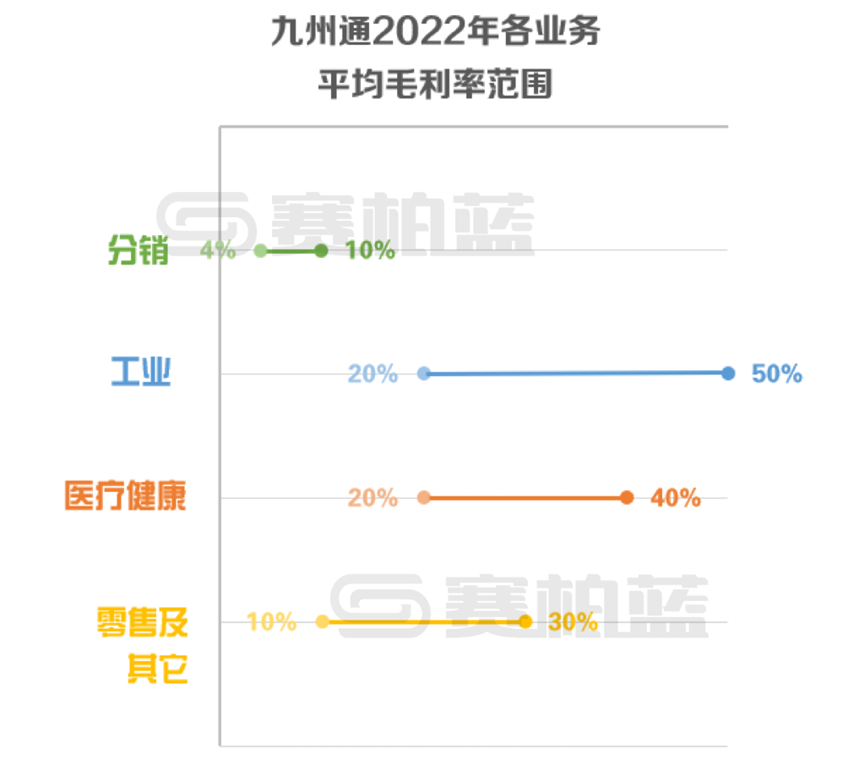 九州通2022年各业务
平均毛利率范围
赛柏蓝
分销 4% 10%
工业 20% 50%
医疗健康 20% 40%
赛柏蓝
零售及 10% 30%
其它